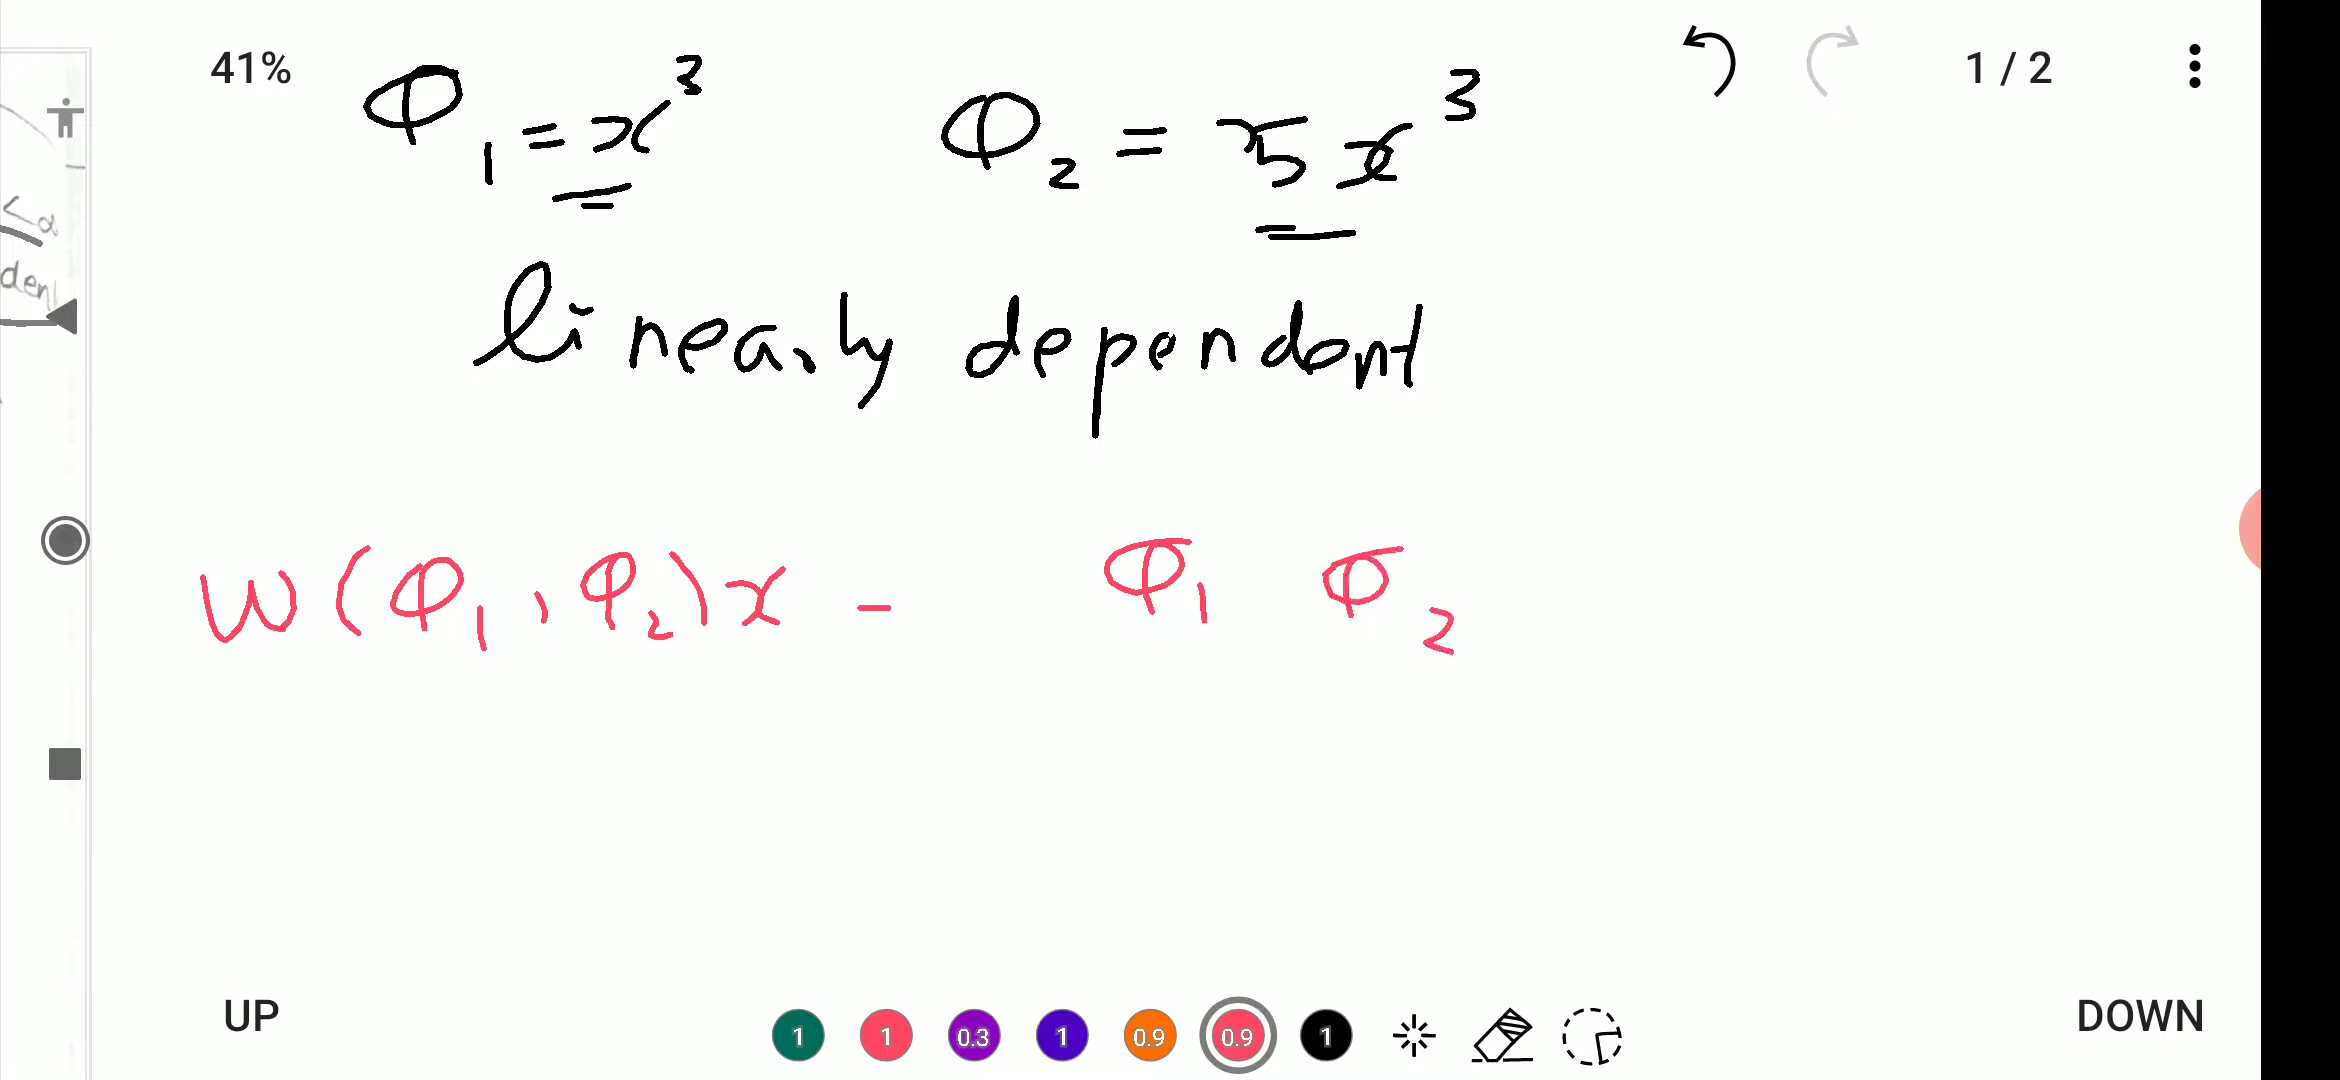 41%
Φ₁ = x³ Φ₂ = 5x³
1 / 2
linearly dependent
W(Φ₁, Φ₂)x - Φ₁ Φ₂
den
UP
1 1 0.3 1 0.9 0.9 1
DOWN